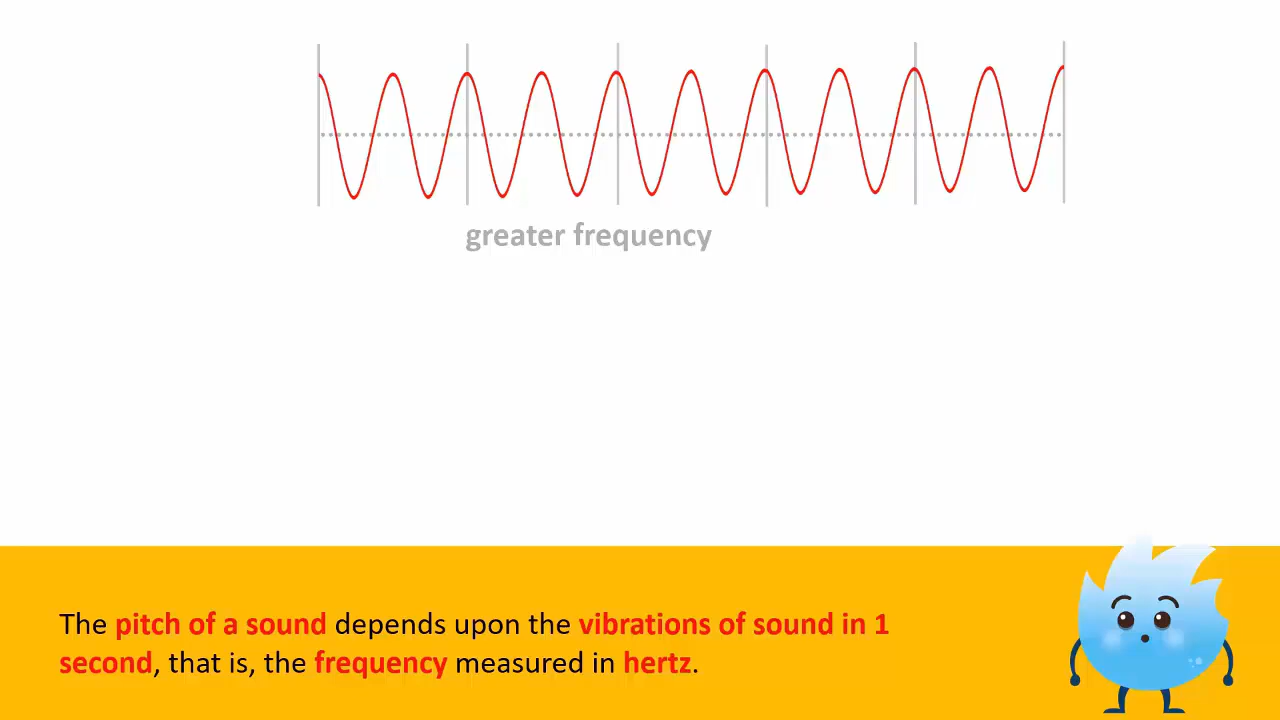 greater frequency
The pitch of a sound depends upon the vibrations of sound in 1
second, that is, the frequency measured in hertz.